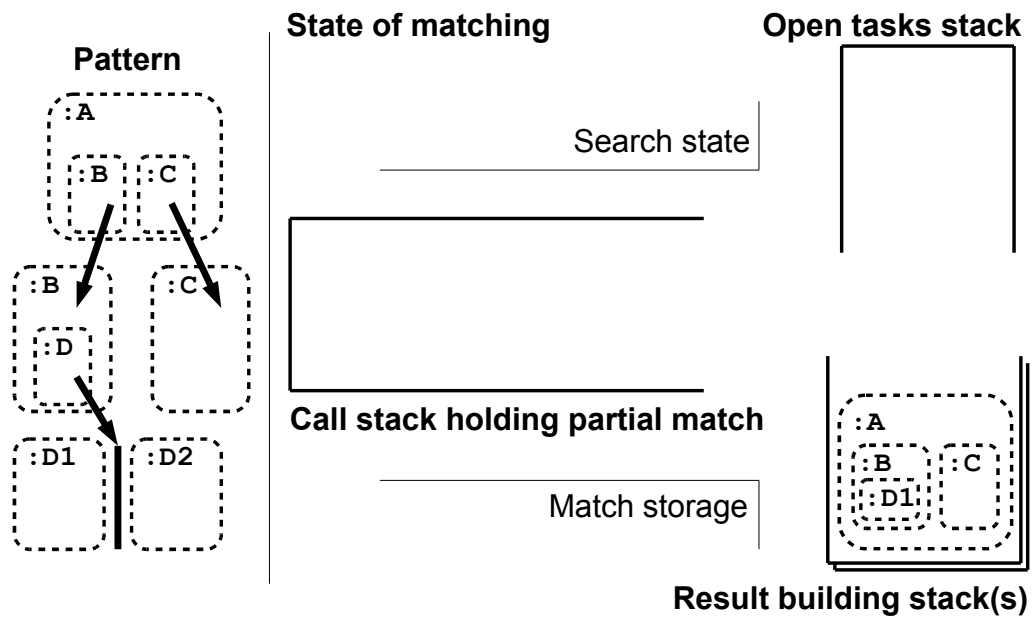 State of matching
Open tasks stack
Pattern
:A
:B :C
Search state
:B :C
:D
Call stack holding partial match
:D1 :D2
Match storage
:A
:B :C
:D1
Result building stack(s)